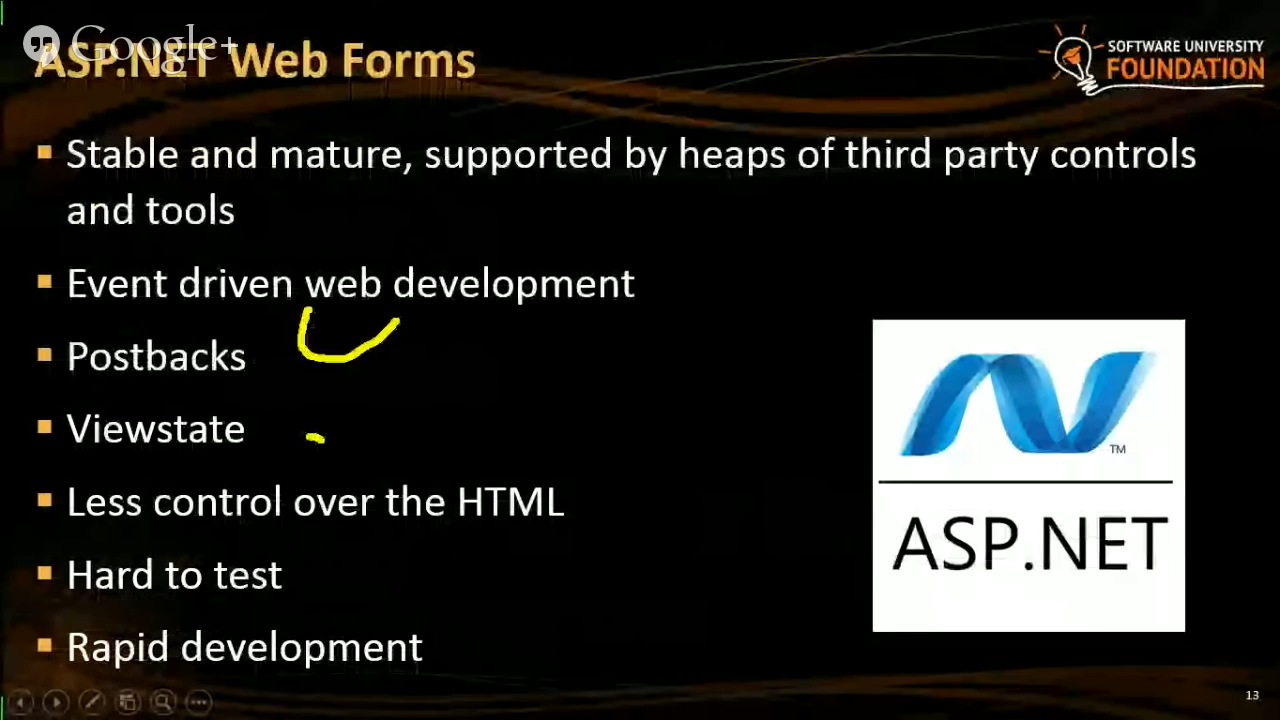 Google+
ASP.NET Web Forms
SOFTWARE UNIVERSITY
FOUNDATION
Stable and mature, supported by heaps of third party controls
and tools
Event driven web development
Postbacks
Viewstate
Less control over the HTML
Hard to test
Rapid development
TM
ASP.NET
13